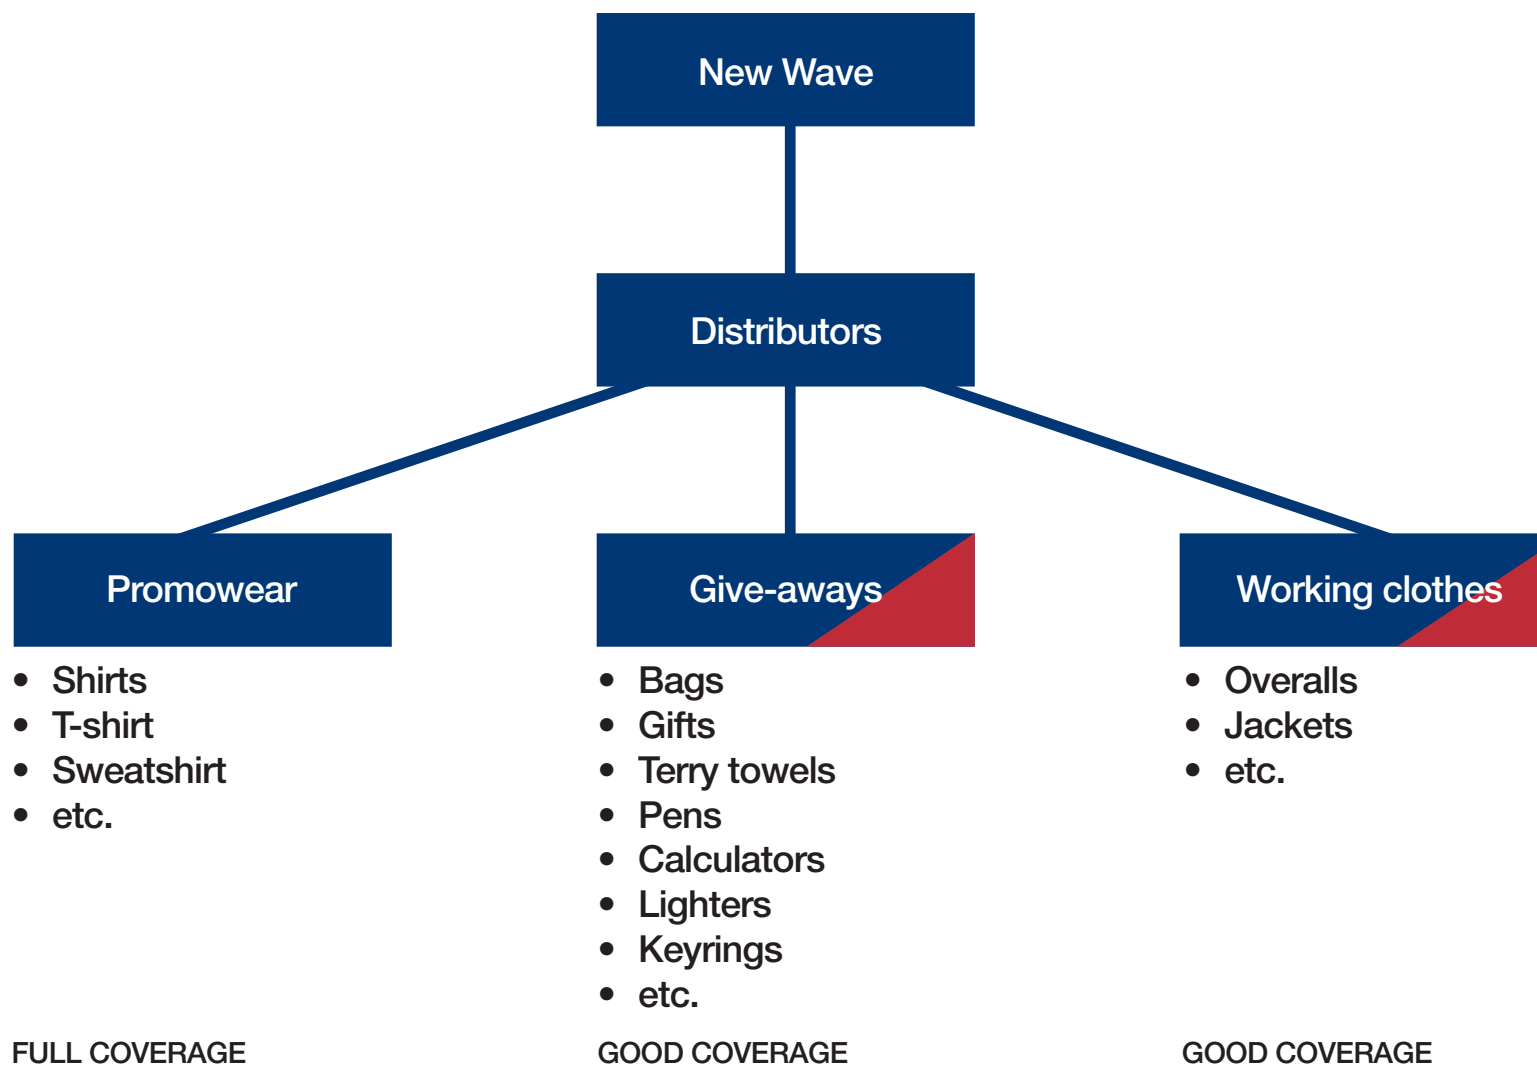 New Wave
Distributors
Promowear
Give-aways
Working clothes
• Shirts
• T-shirt
• Sweatshirt
• etc.
• Bags
• Gifts
• Terry towels
• Pens
• Calculators
• Lighters
• Keyrings
• etc.
• Overalls
• Jackets
• etc.
FULL COVERAGE
GOOD COVERAGE
GOOD COVERAGE